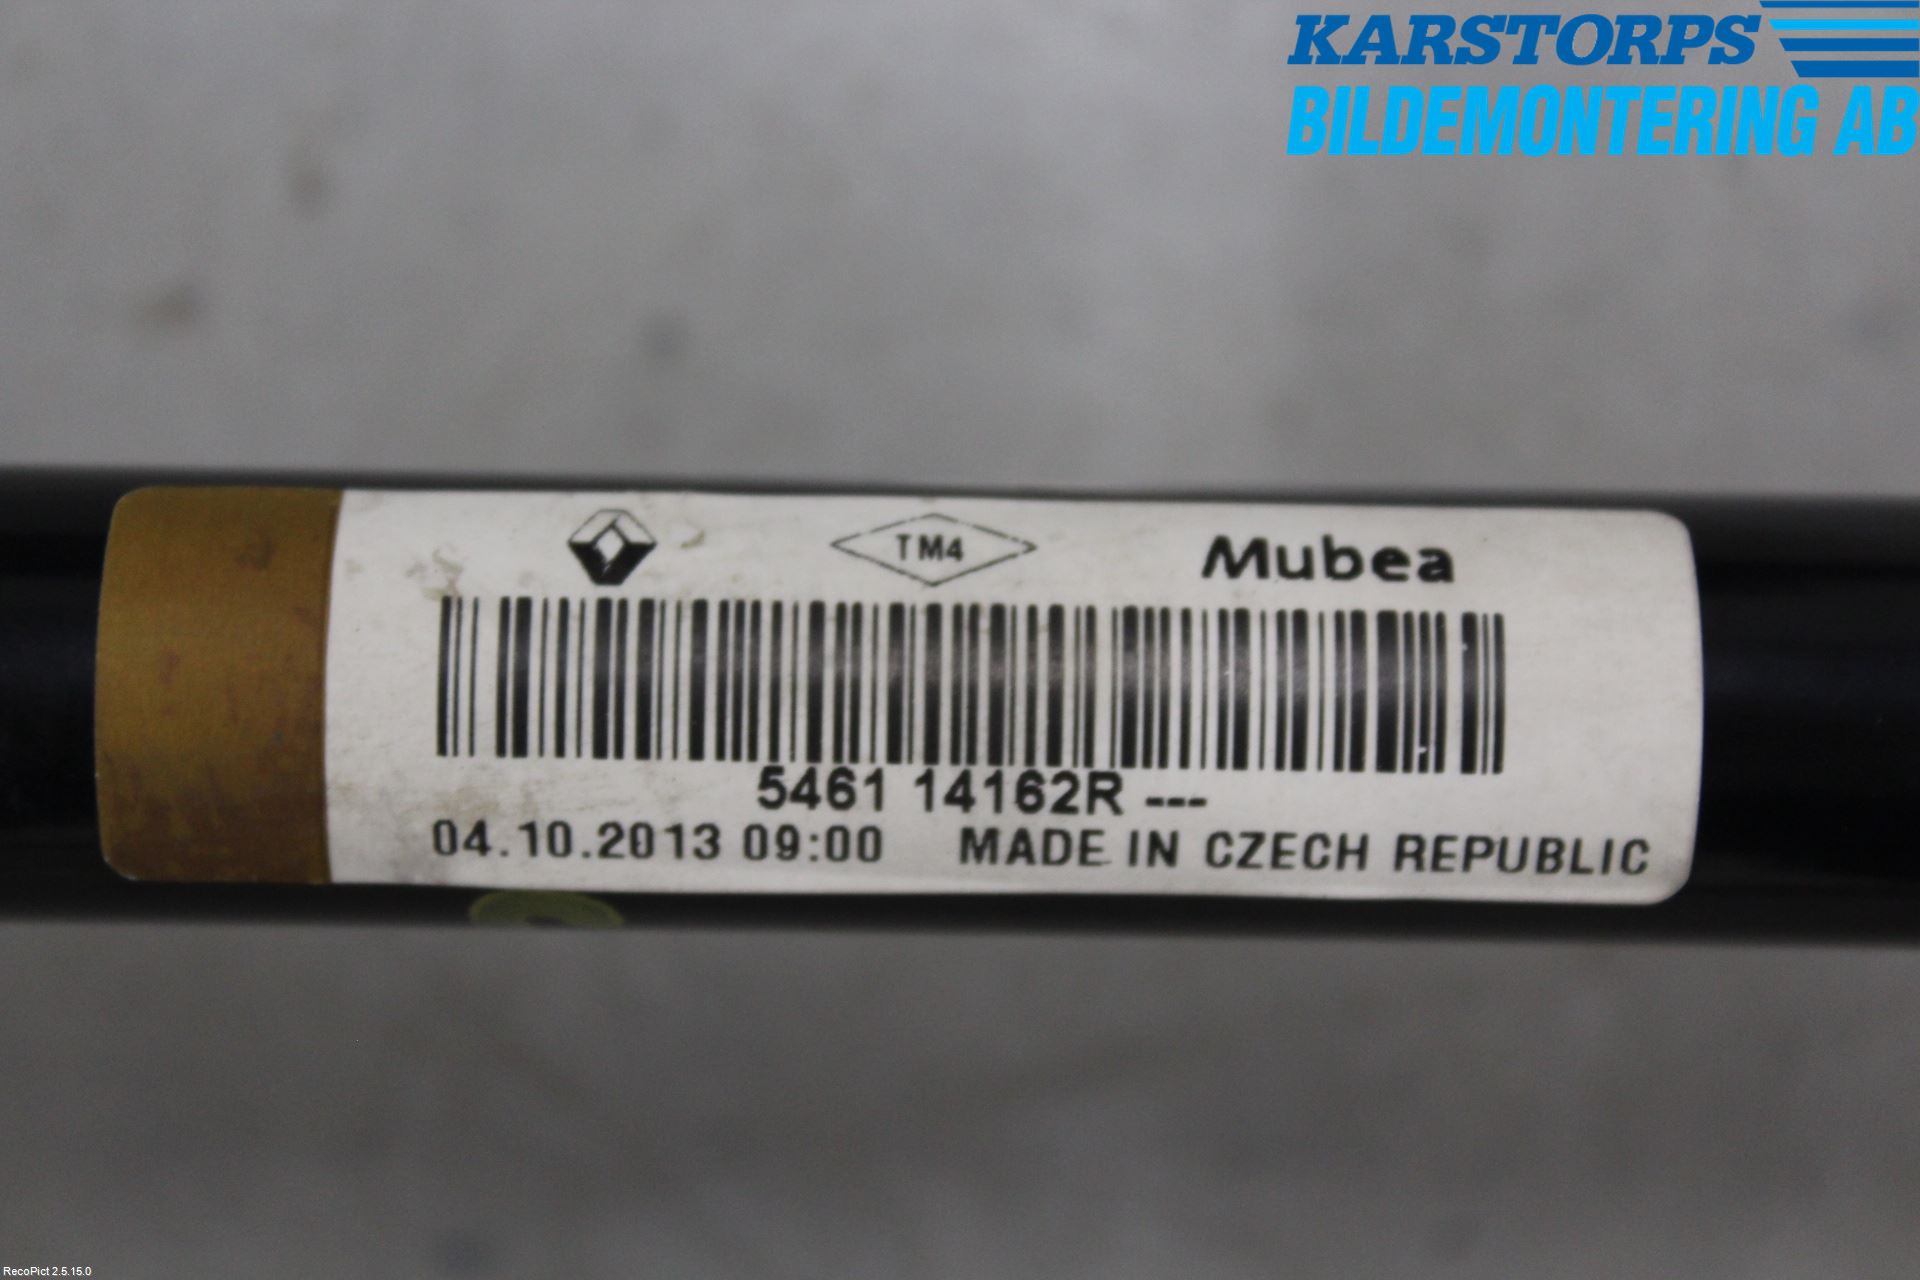 KARSTORPS
BILDEMONTERING AB
TM4
Mubea
5461 14162R ---
04.10.2013 09:00 MADE IN CZECH REPUBLIC
RecoPict 2.5.15.0